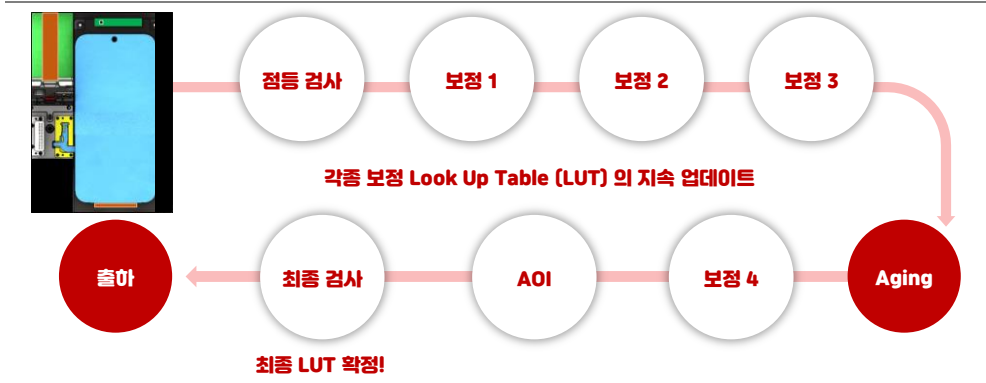 점등 검사
보정 1
보정 2
보정 3
각종 보정 Look Up Table (LUT) 의 지속 업데이트
출하
최종 검사
AOI
보정 4
Aging
최종 LUT 확정!